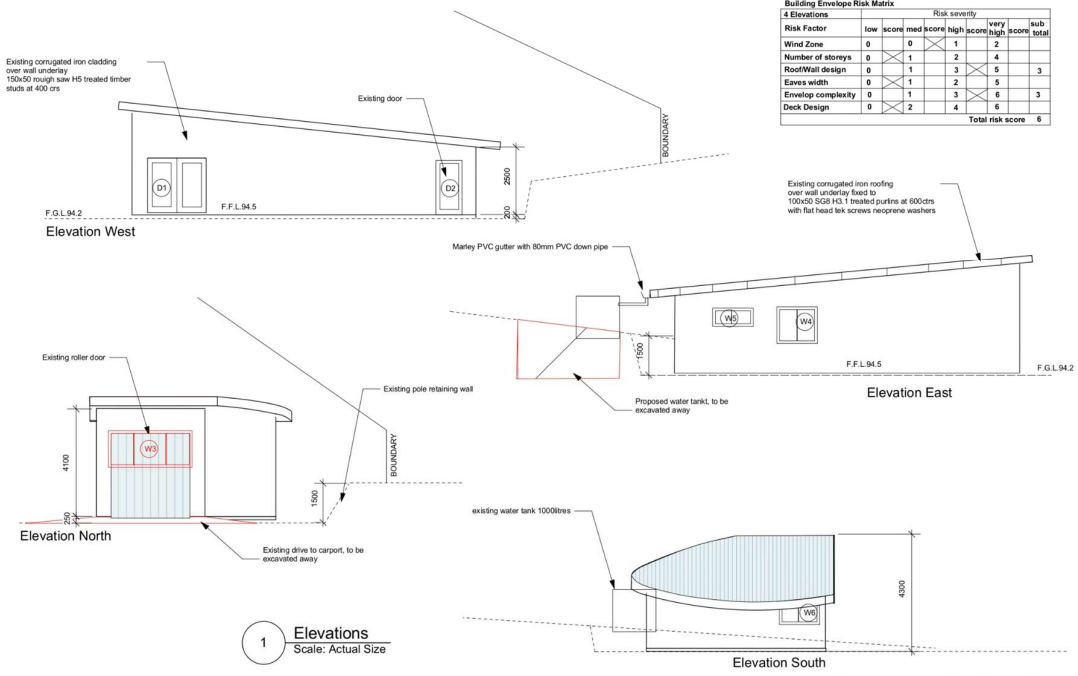 Building Envelope Risk Matrix
4 Elevations Risk severity
Risk Factor low score med score high score very high score sub total
Wind Zone 0 0 1 2
Number of storeys 0 1 2 4
Roof/Wall design 0 1 3 5 3
Eaves width 0 1 2 5
Envelop complexity 0 1 3 6 3
Deck Design 0 2 4 6
Total risk score 6
Existing corrugated iron cladding
over wall underlay
150x50 rouigh saw H5 treated timber
studs at 400 crs
Existing door
BOUNDARY
D1
D2
2500
200
F.F.L.94.5
F.G.L.94.2
Elevation West
Existing corrugated iron roofing
over wall underlay fixed to
100x50 SG8 H3.1 treated purlins at 600ctrs
with flat head tek screws neoprene washers
Marley PVC gutter with 80mm PVC down pipe
W5
W4
1500
F.F.L.94.5
F.G.L.94.2
Elevation East
Proposed water tankt, to be
excavated away
Existing roller door
Existing pole retaining wall
W3
BOUNDARY
4100
250
1500
Elevation North
Existing drive to carport, to be
excavated away
existing water tank 1000litres
W6
4300
Elevation South
1
Elevations
Scale: Actual Size